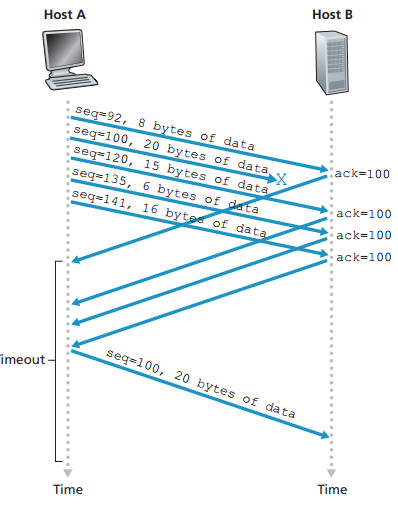 Host A
Host B
seq=92, 8 bytes of data
seq=100, 20 bytes of data
X
seq=120, 15 bytes of data
seq=135, 6 bytes of data
seq=141, 16 bytes of data
ack=100
ack=100
ack=100
ack=100
imeout
seq=100, 20 bytes of data
Time
Time